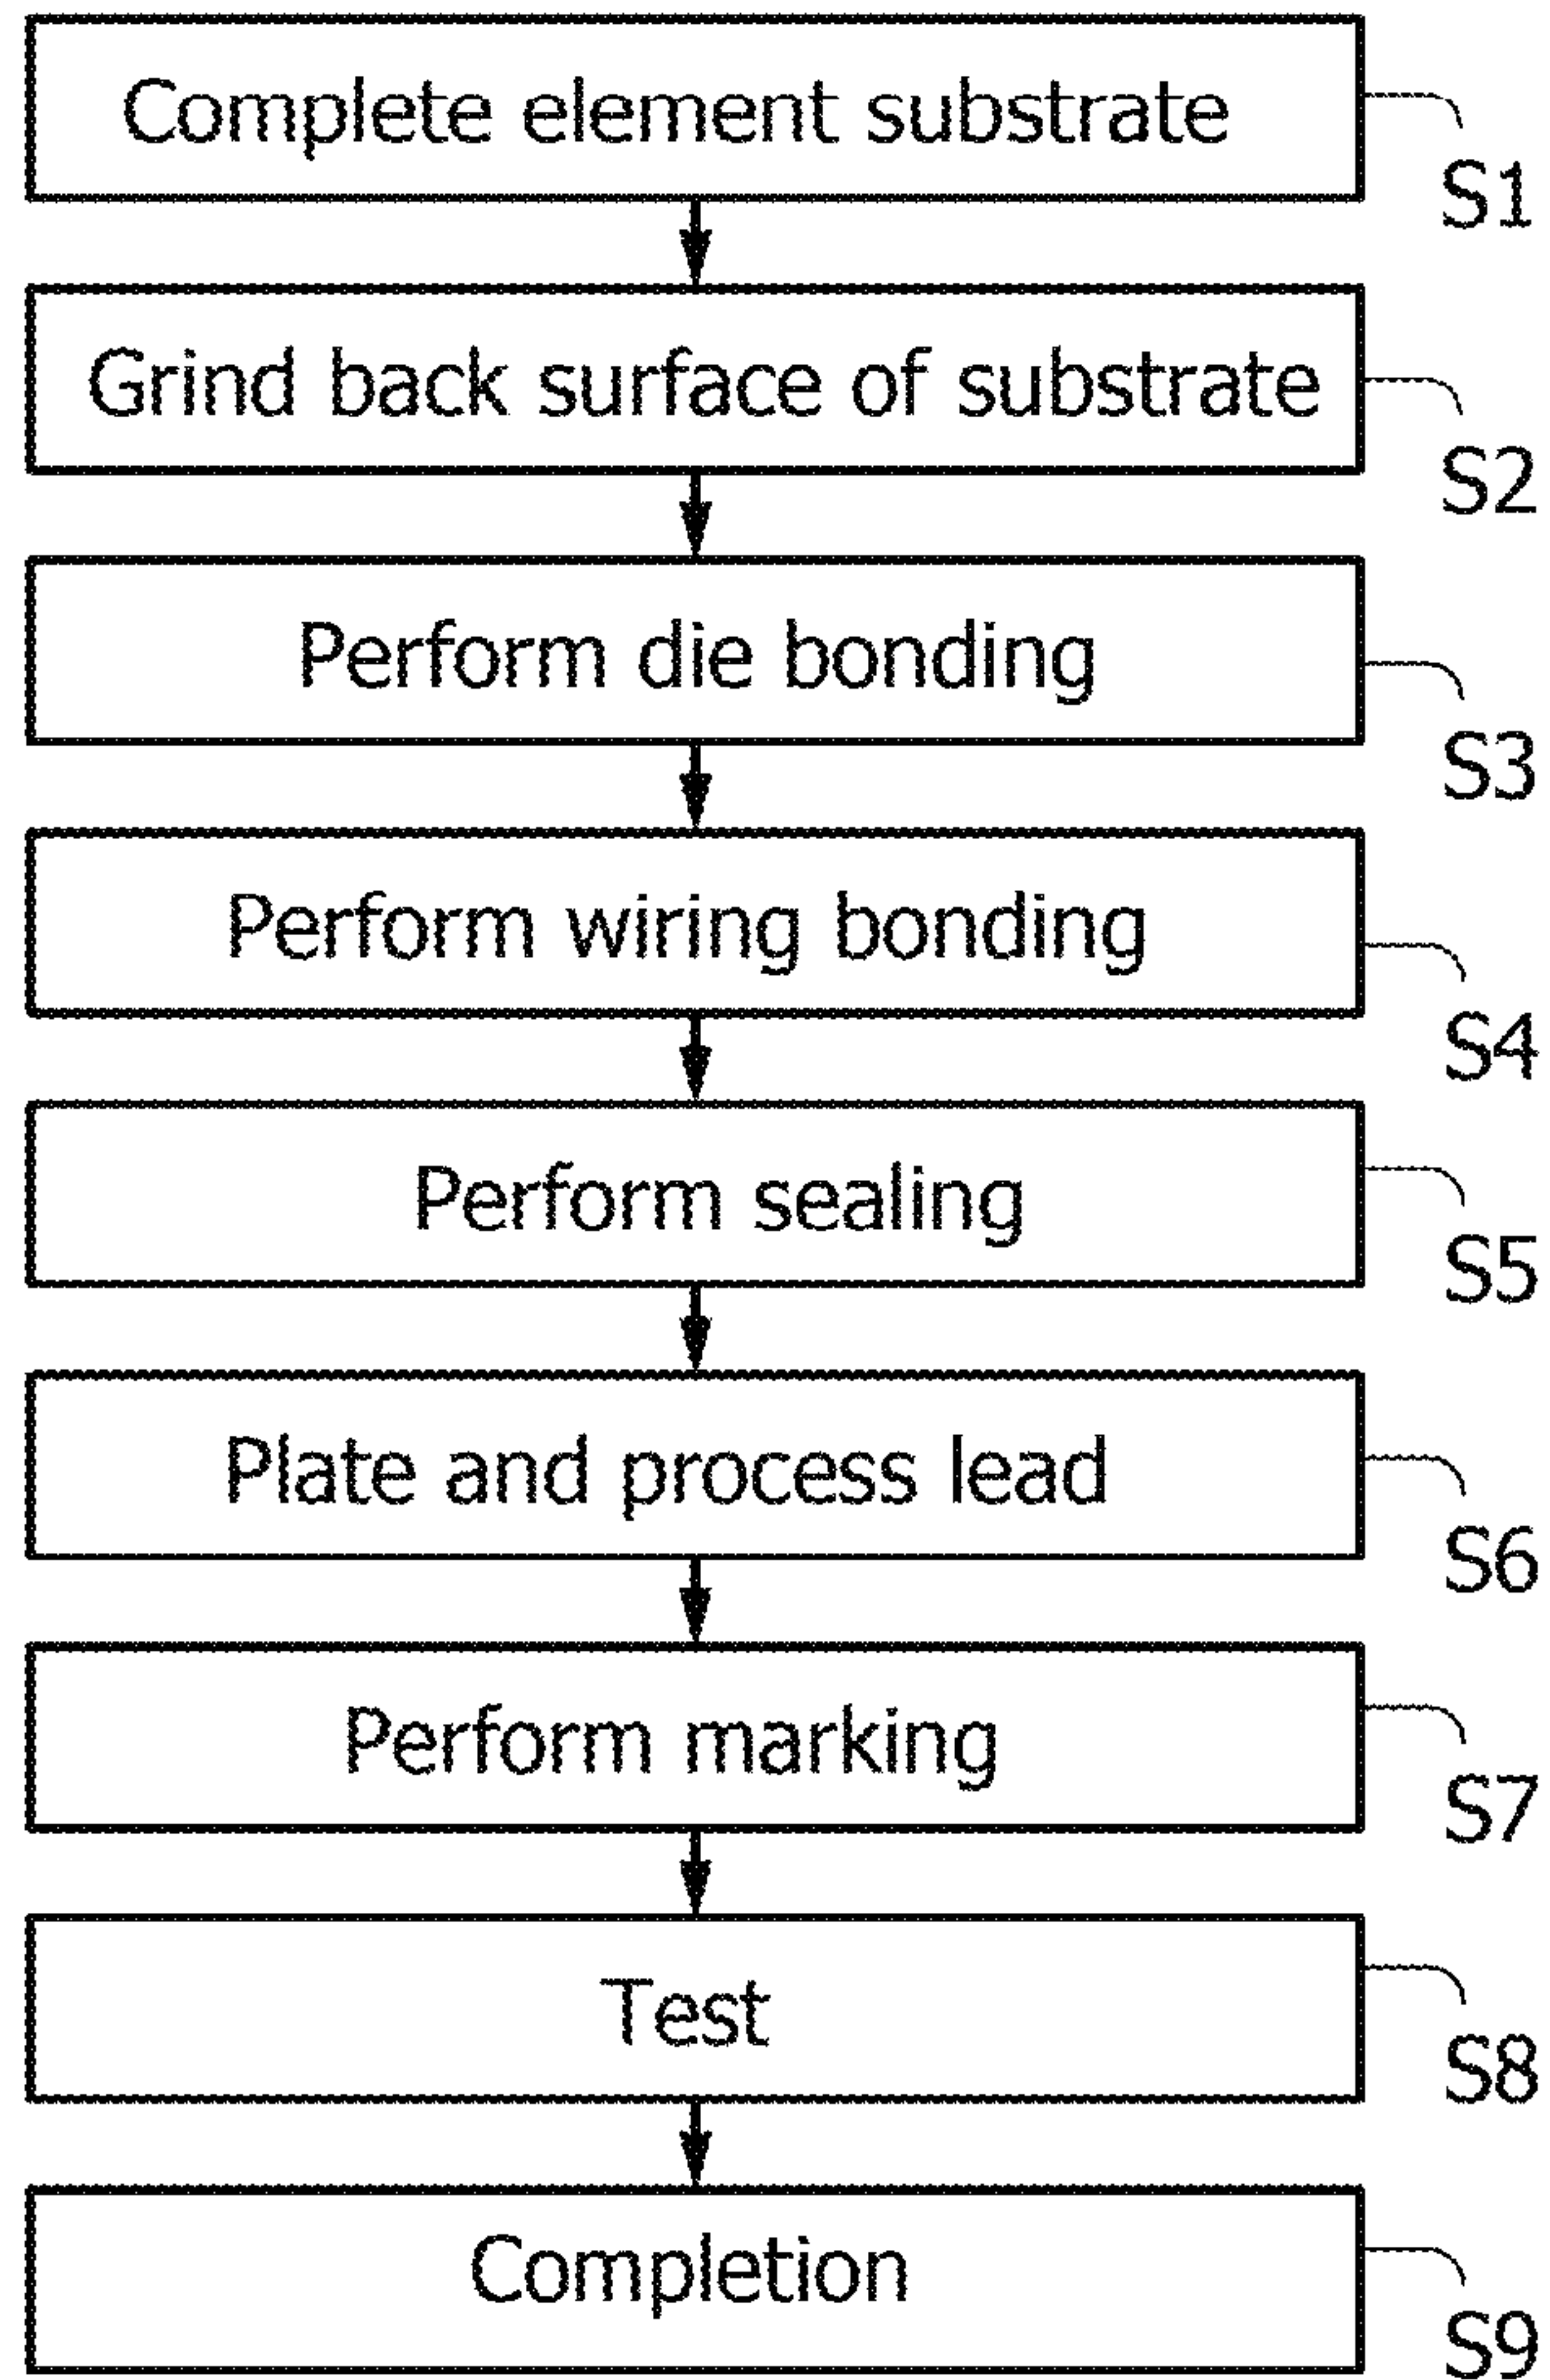 Complete element substrate
S1
Grind back surface of substrate
S2
Perform die bonding
S3
Perform wiring bonding
S4
Perform sealing
S5
Plate and process lead
S6
Perform marking
S7
Test
S8
Completion
S9